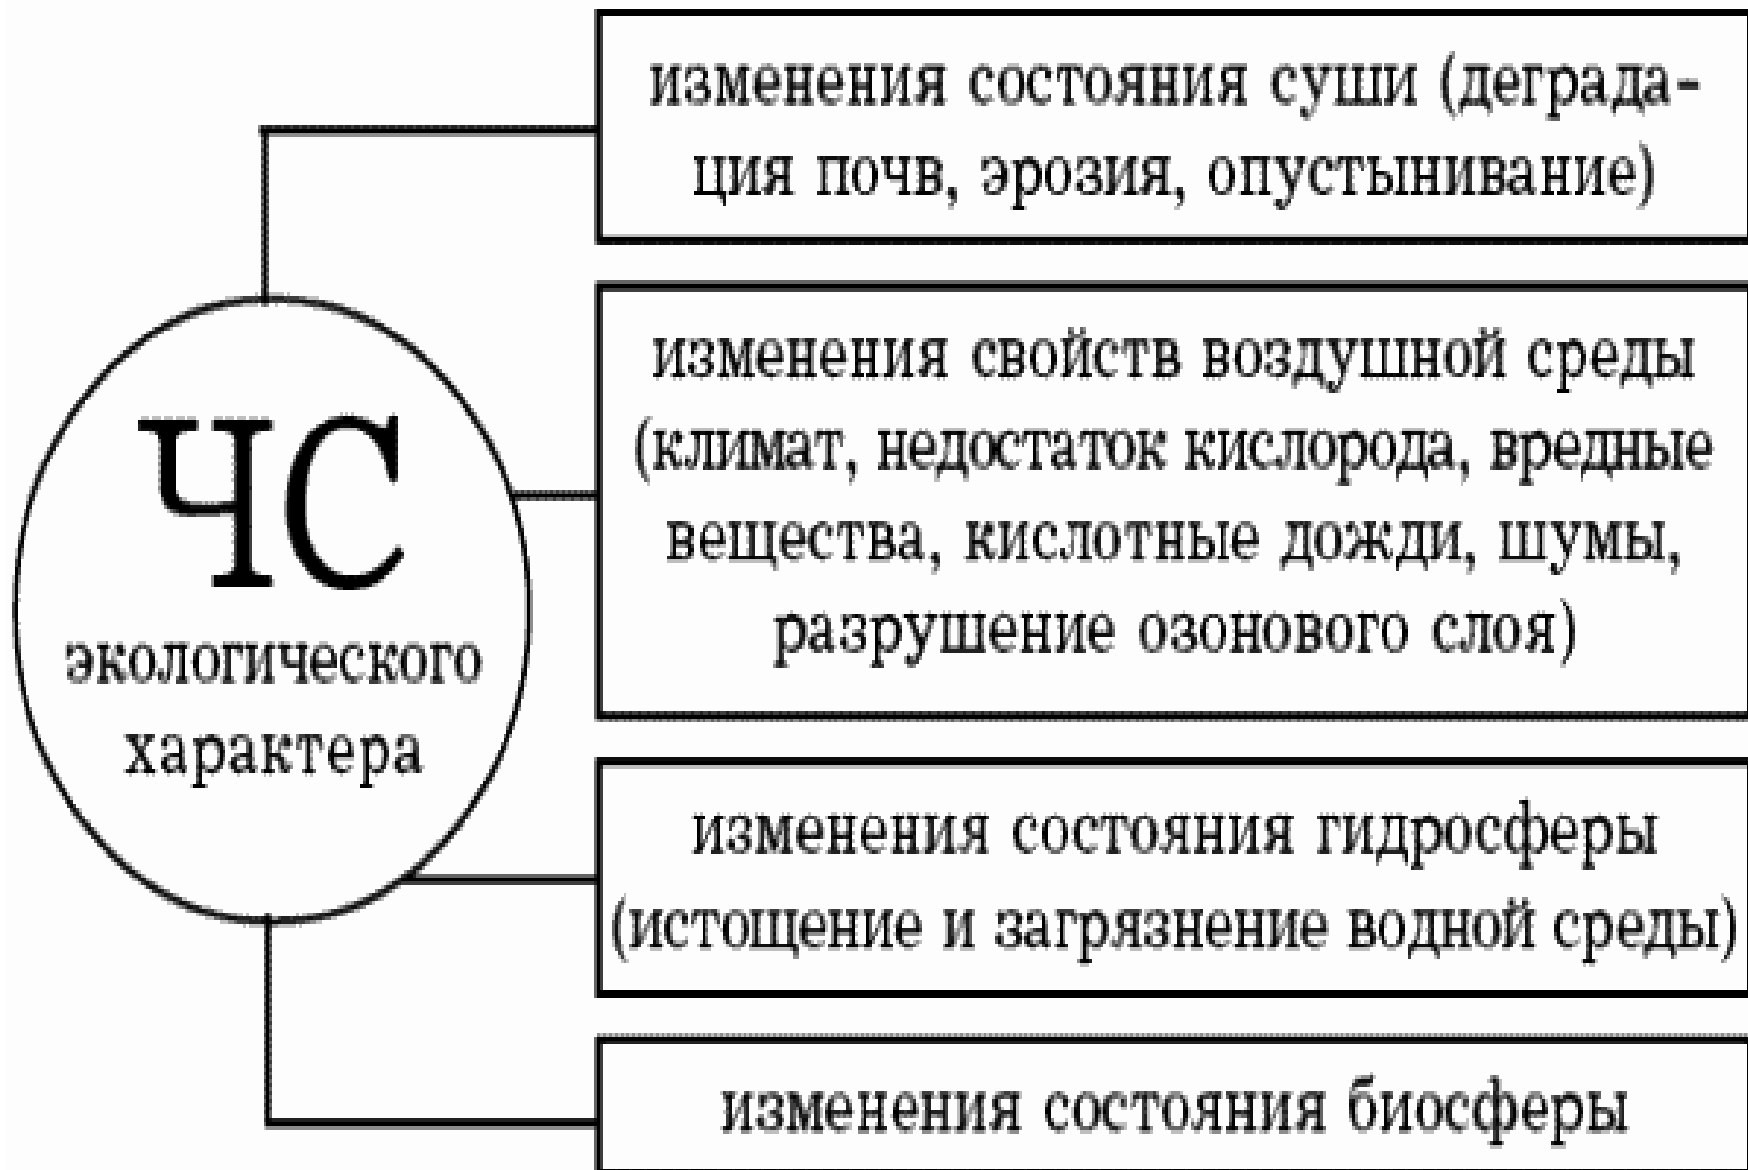 ЧС
экологического
характера
изменения состояния суши (деграда-
ция почв, эрозия, опустынивание)
изменения свойств воздушной среды
(климат, недостаток кислорода, вредные
вещества, кислотные дожди, шумы,
разрушение озонового слоя)
изменения состояния гидросферы
(истощение и загрязнение водной среды)
изменения состояния биосферы